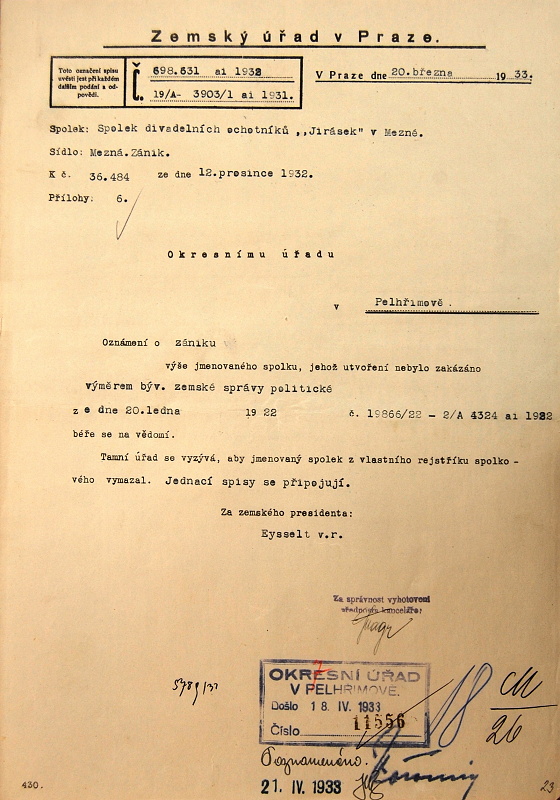 Zemský úřad v Praze.
Toto označení spisu
uvésti jest při každém
dalším podání a od-
povědi.
Č. 698.631 ai 1932
19/A- 3903/1 ai 1931.
V Praze dne 20.března 1933.
Spolek: Spolek divadelních ochotníků ,,Jirásek" v Mezné.
Sídlo: Mezná.Zánik.
K č. 36.484 ze dne 12.prosince 1932.
Přílohy: 6.
Okresnímu úřadu
v Pelhřimově.
Oznámení o zániku
výše jmenovaného spolku, jehož utvoření nebylo zakázáno
výměrem býv. zemské správy politické
z e dne 20.ledna 1922 č. 19866/22 - 2/A 4324 ai 1922
béře se na vědomí.
Tamní úřad se vyzývá, aby jmenovaný spolek z vlastního rejstříku spolko -
vého vymazal. Jednací spisy se připojují.
Za zemského presidenta:
Eysselt v.r.
Za správnost vyhotovení
přednosta kanceláře:
OKRESNÍ ÚŘAD
V PELHŘIMOVĚ.
Došlo 18. IV. 1933
Číslo 11556
18
26
Poznamenáno.
21. IV. 1933
430.
23